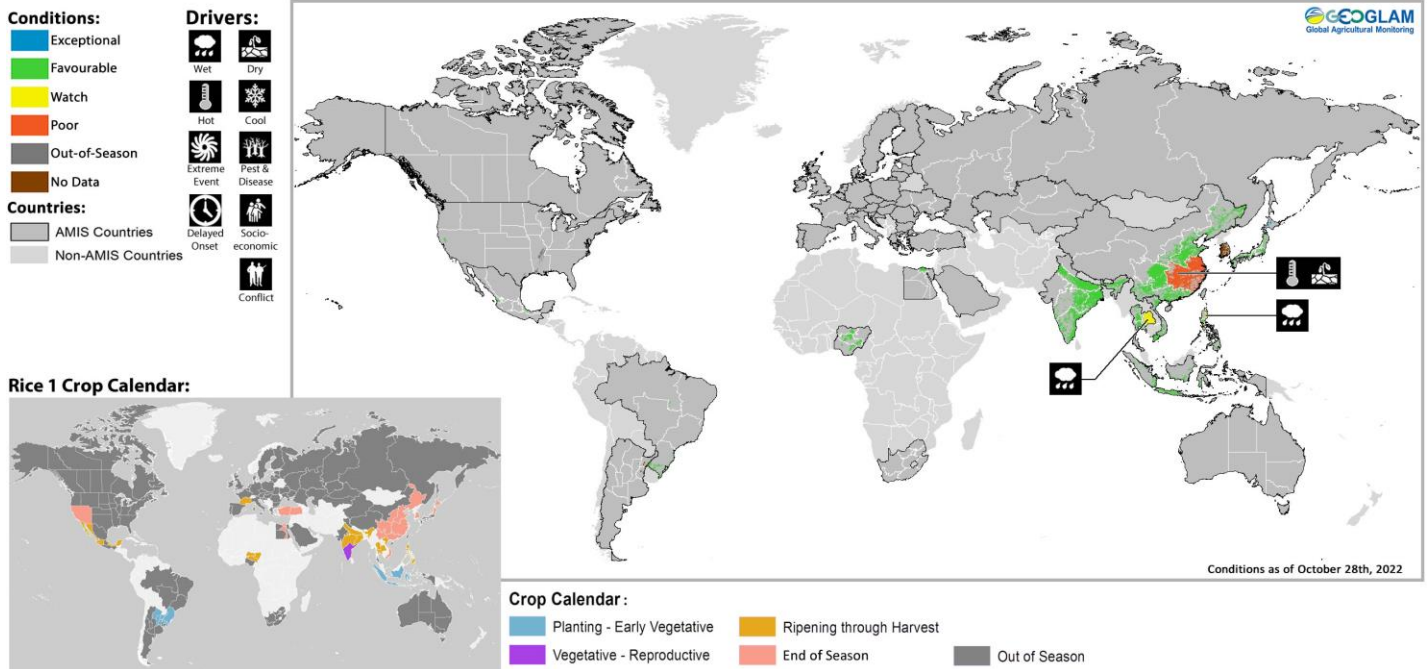 Conditions:
Exceptional
Favourable
Watch
Poor
Out-of-Season
No Data
Countries:
AMIS Countries
Non-AMIS Countries
Drivers:
Wet
Dry
Hot
Cool
Extreme
Event
Pest &
Disease
Delayed
Onset
Socio-
economic
Conflict
GEOGLAM
Global Agricultural Monitoring
Conditions as of October 28th, 2022
Rice 1 Crop Calendar:
Crop Calendar :
Planting - Early Vegetative
Ripening through Harvest
Vegetative - Reproductive
End of Season
Out of Season